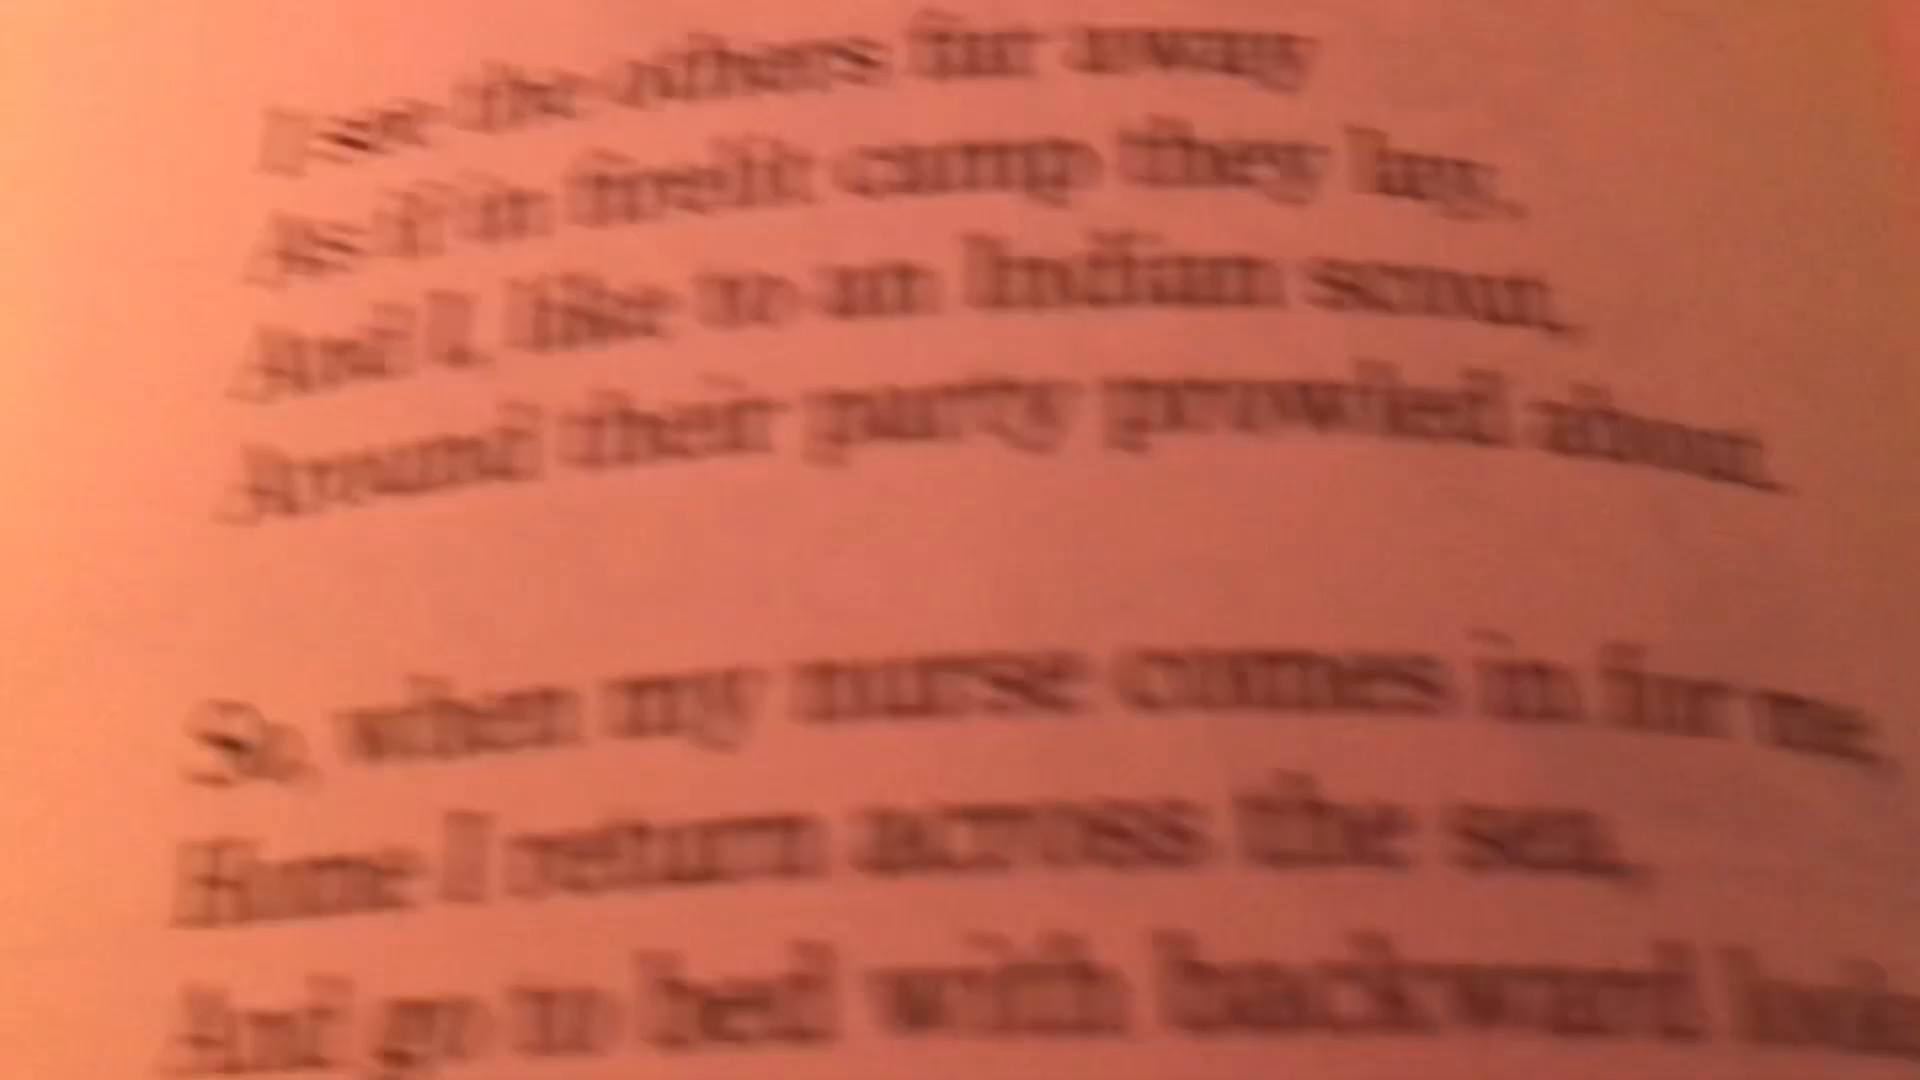 I see the others far away
As if in firelit camp they lay,
And I, like to an Indian scout,
Around their party prowled about.
So, when my nurse comes in for me,
Home I return across the sea,
And go to bed with backward